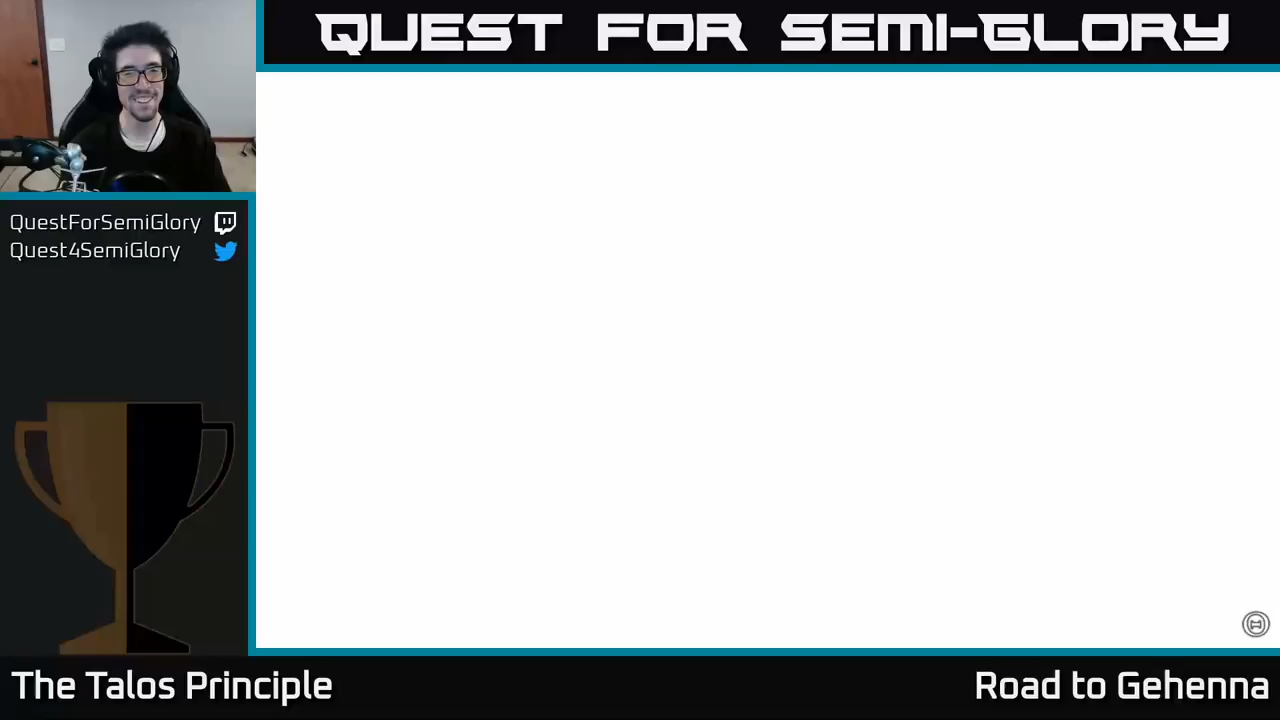 QUEST FOR SEMI-GLORY
QuestForSemiGlory
Quest4SemiGlory
The Talos Principle
Road to Gehenna